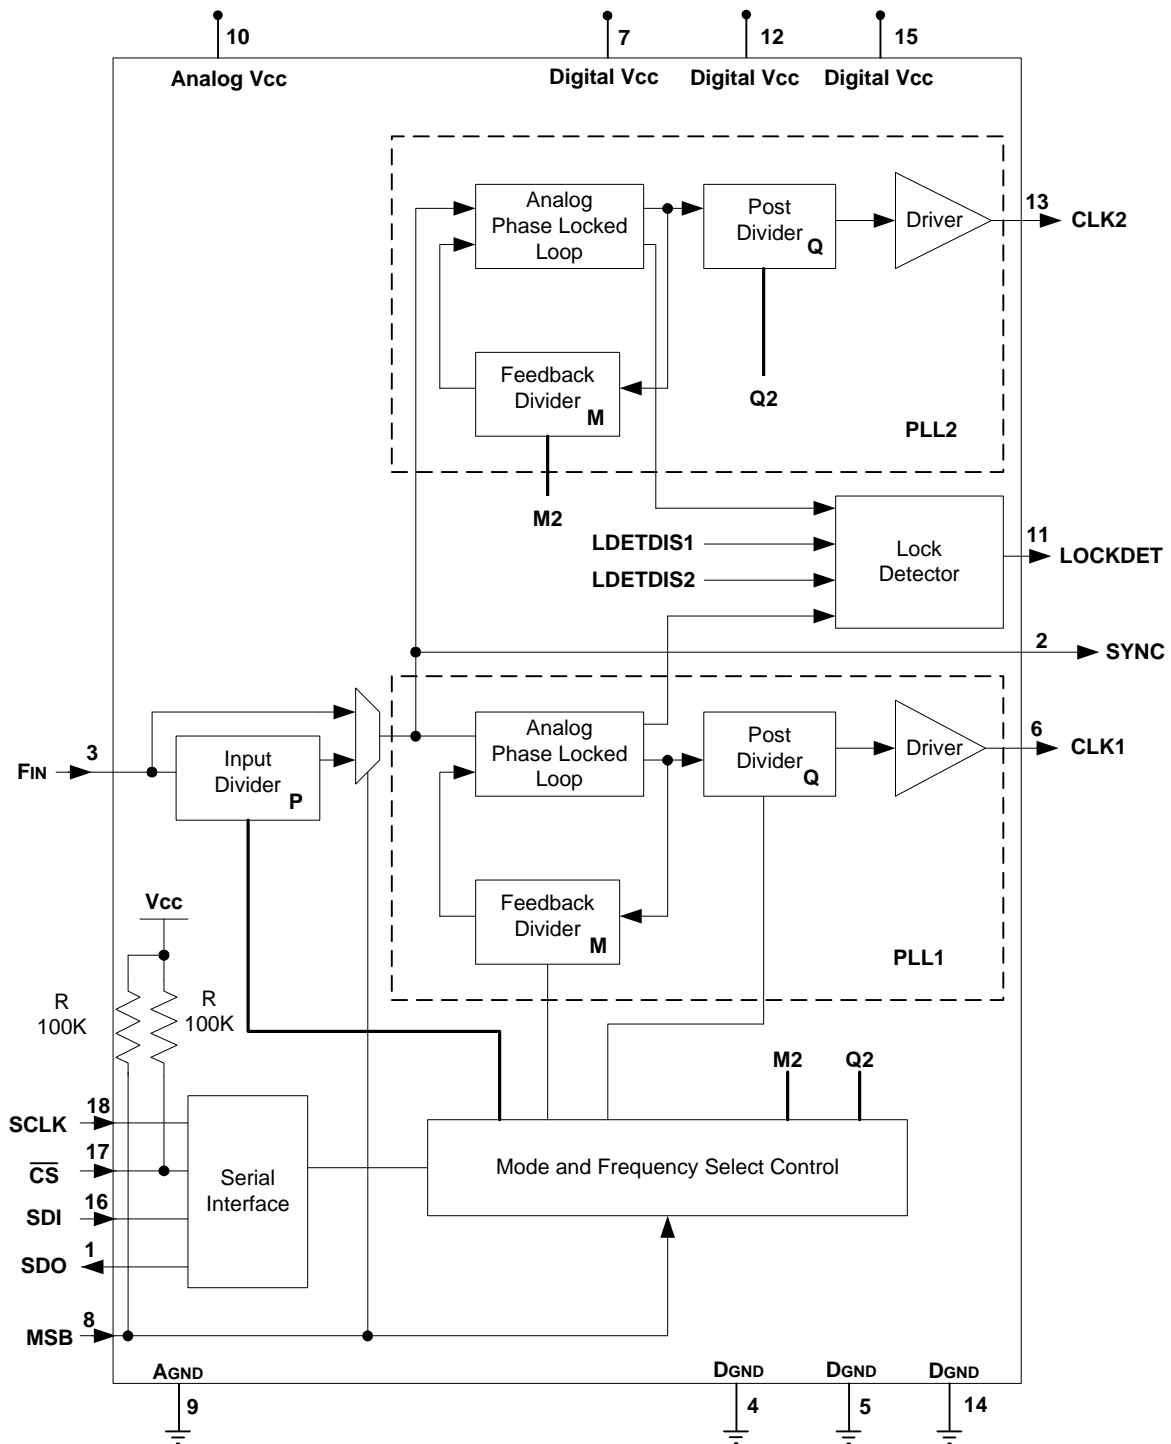 10
7
12
15
Analog Vcc
Digital Vcc
Digital Vcc
Digital Vcc
Analog
Phase Locked
Loop
Post
Divider
Q
Driver
13
CLK2
Feedback
Divider
M
Q2
PLL2
M2
LDETDIS1
LDETDIS2
Lock
Detector
11
LOCKDET
2
SYNC
3
FIN
Input
Divider
P
Analog
Phase Locked
Loop
Post
Divider
Q
Driver
6
CLK1
Feedback
Divider
M
PLL1
Vcc
R
100K
R
100K
M2
Q2
18
SCLK
17
CS
16
SDI
1
SDO
8
MSB
Serial
Interface
Mode and Frequency Select Control
AGND
DGND
DGND
DGND
9
4
5
14